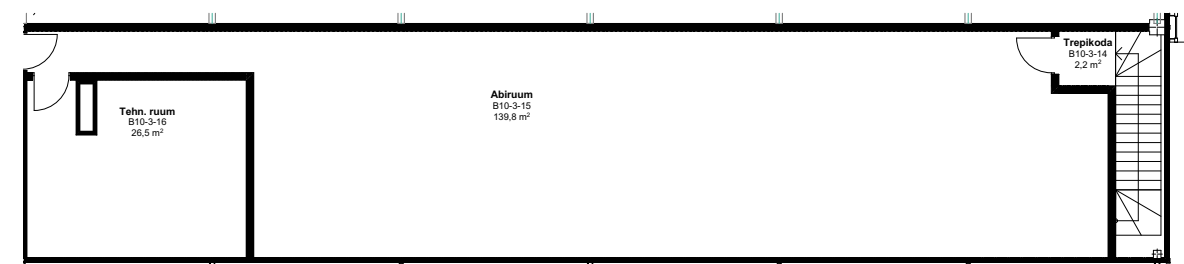 Trepikoda
B10-3-14
2,2 m²
Abiruum
B10-3-15
139,8 m²
Tehn. ruum
B10-3-16
26,5 m²